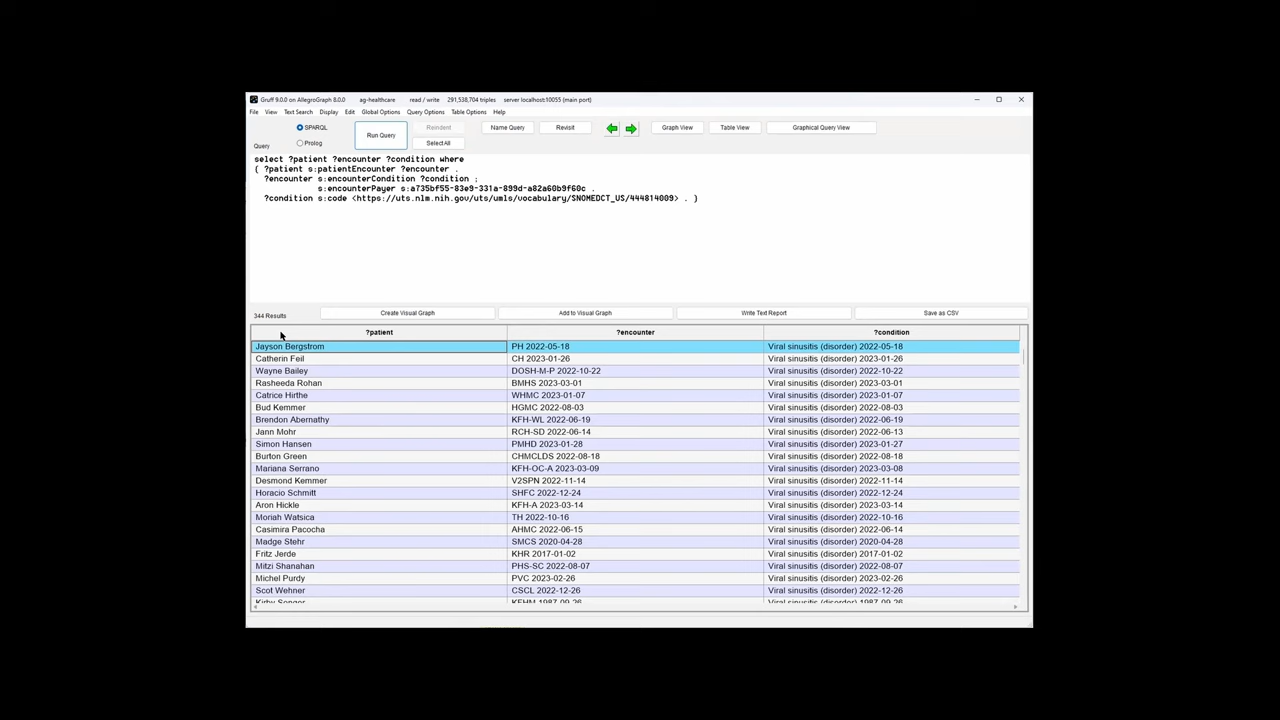 Gruff 9.0.0 on AllegroGraph 8.0.0 ag-healthcare read / write 291,538,704 triples server localhost:10055 (main port)
File View Text Search Display Edit Global Options Query Options Table Options Help
SPARQL Run Query Reindent Name Query Revisit Graph View Table View Graphical Query View
Query Prolog Select All
select ?patient ?encounter ?condition where
{ ?patient s:patientEncounter ?encounter .
?encounter s:encounterCondition ?condition ;
s:encounterPayer s:a735bf55-83e9-331a-899d-a82a60b9f60c .
?condition s:code <https://uts.nlm.nih.gov/uts/umls/vocabulary/SNOMEDCT_US/444814009> . }
344 Results Create Visual Graph Add to Visual Graph Write Text Report Save as CSV
?patient ?encounter ?condition
Jayson Bergstrom PH 2022-05-18 Viral sinusitis (disorder) 2022-05-18
Catherin Feil CH 2023-01-26 Viral sinusitis (disorder) 2023-01-26
Wayne Bailey DOSH-M-P 2022-10-22 Viral sinusitis (disorder) 2022-10-22
Rasheeda Rohan BMHS 2023-03-01 Viral sinusitis (disorder) 2023-03-01
Catrice Hirthe WHMC 2023-01-07 Viral sinusitis (disorder) 2023-01-07
Bud Kemmer HGMC 2022-08-03 Viral sinusitis (disorder) 2022-08-03
Brendon Abernathy KFH-WL 2022-06-19 Viral sinusitis (disorder) 2022-06-19
Jann Mohr RCH-SD 2022-06-14 Viral sinusitis (disorder) 2022-06-13
Simon Hansen PMHD 2023-01-28 Viral sinusitis (disorder) 2023-01-27
Burton Green CHMCLDS 2022-08-18 Viral sinusitis (disorder) 2022-08-18
Mariana Serrano KFH-OC-A 2023-03-09 Viral sinusitis (disorder) 2023-03-08
Desmond Kemmer V2SPN 2022-11-14 Viral sinusitis (disorder) 2022-11-14
Horacio Schmitt SHFC 2022-12-24 Viral sinusitis (disorder) 2022-12-24
Aron Hickle KFH-A 2023-03-14 Viral sinusitis (disorder) 2023-03-14
Moriah Watsica TH 2022-10-16 Viral sinusitis (disorder) 2022-10-16
Casimira Pacocha AHMC 2022-06-15 Viral sinusitis (disorder) 2022-06-14
Madge Stehr SMCS 2020-04-28 Viral sinusitis (disorder) 2020-04-28
Fritz Jerde KHR 2017-01-02 Viral sinusitis (disorder) 2017-01-02
Mitzi Shanahan PHS-SC 2022-08-07 Viral sinusitis (disorder) 2022-08-07
Michel Purdy PVC 2023-02-26 Viral sinusitis (disorder) 2023-02-26
Scot Wehner CSCL 2022-12-26 Viral sinusitis (disorder) 2022-12-26
Viral sinusitis (disorder) 1987-09-26